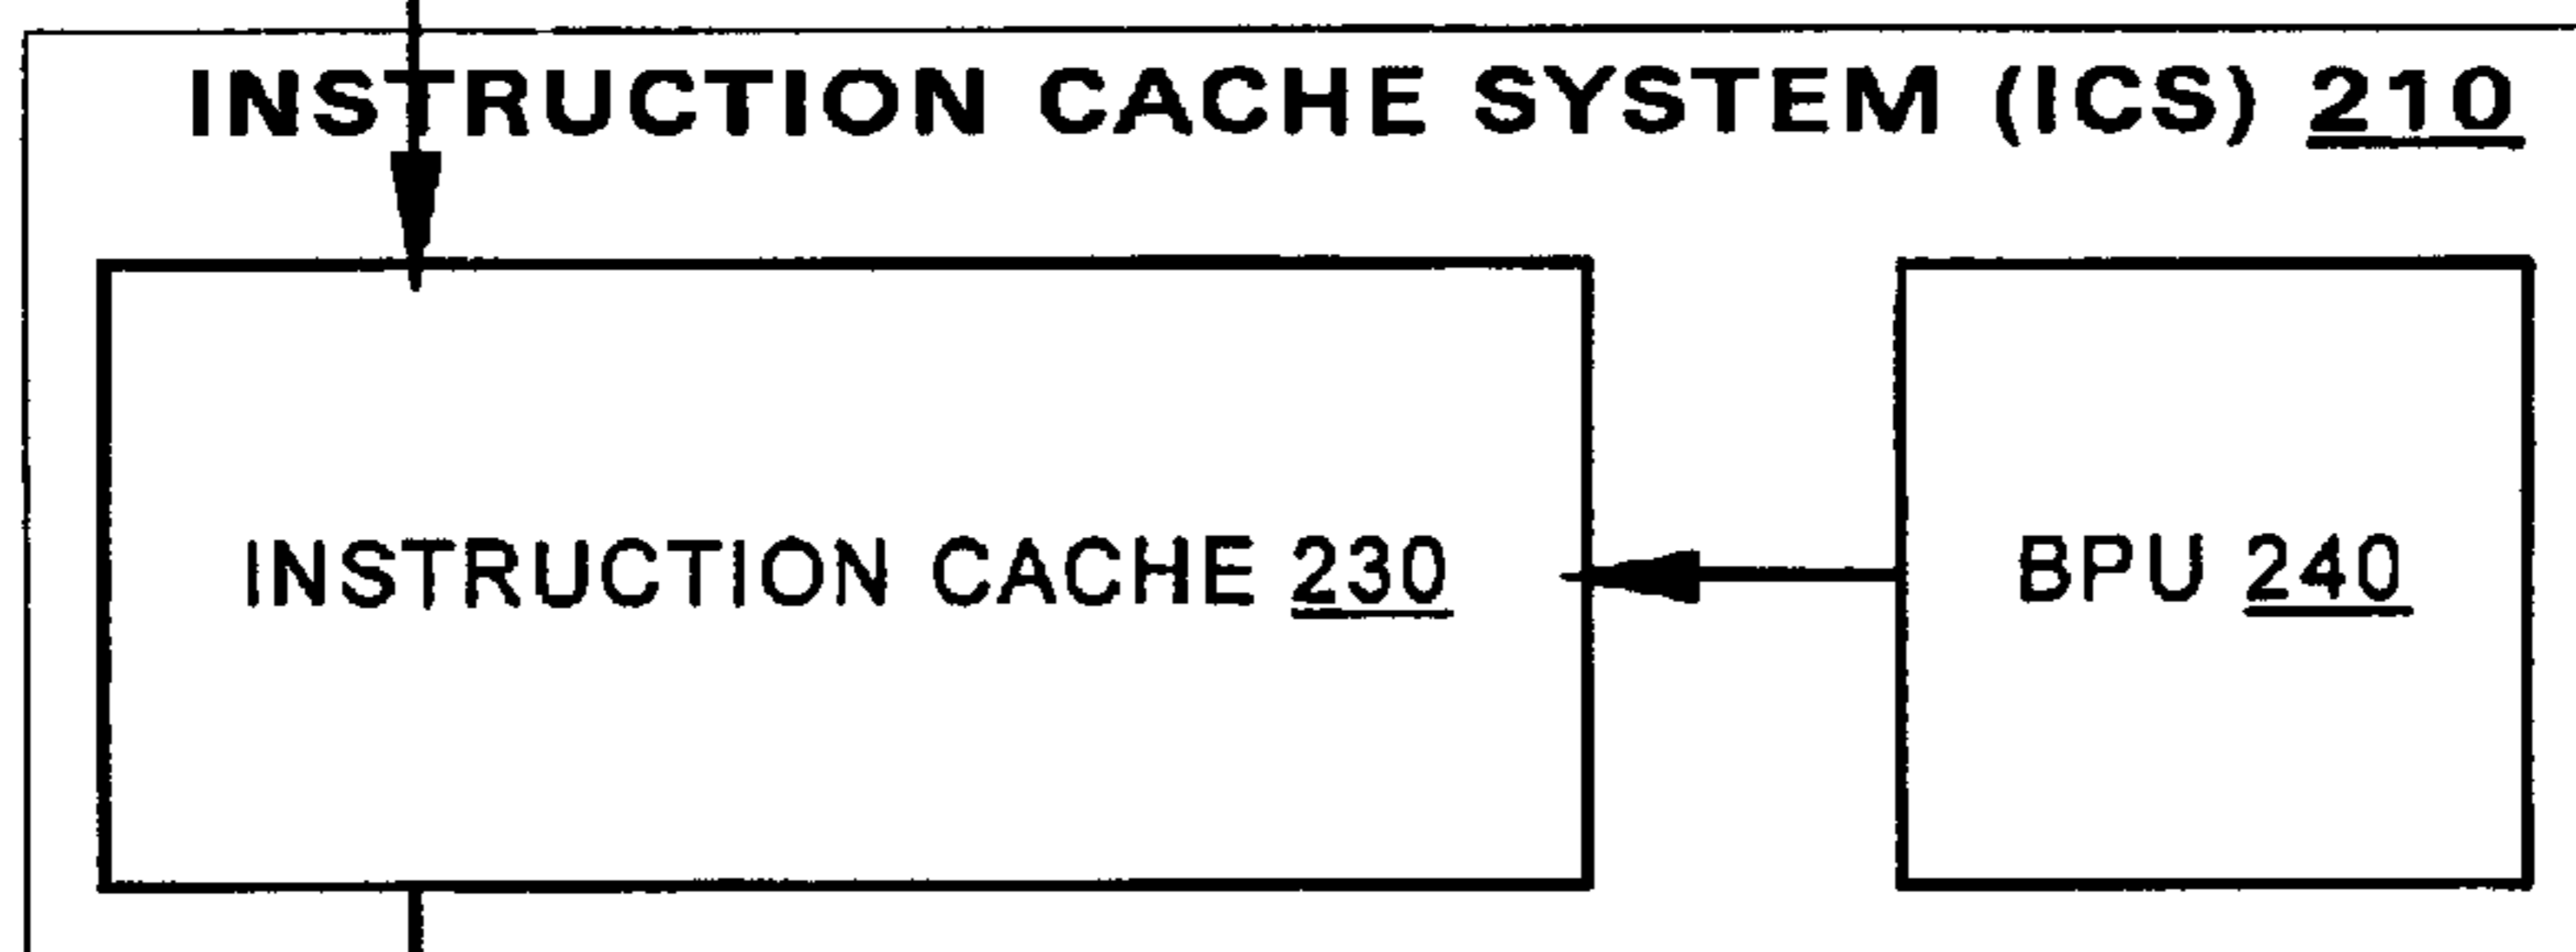 INSTRUCTION CACHE SYSTEM (ICS) 210
INSTRUCTION CACHE 230
BPU 240